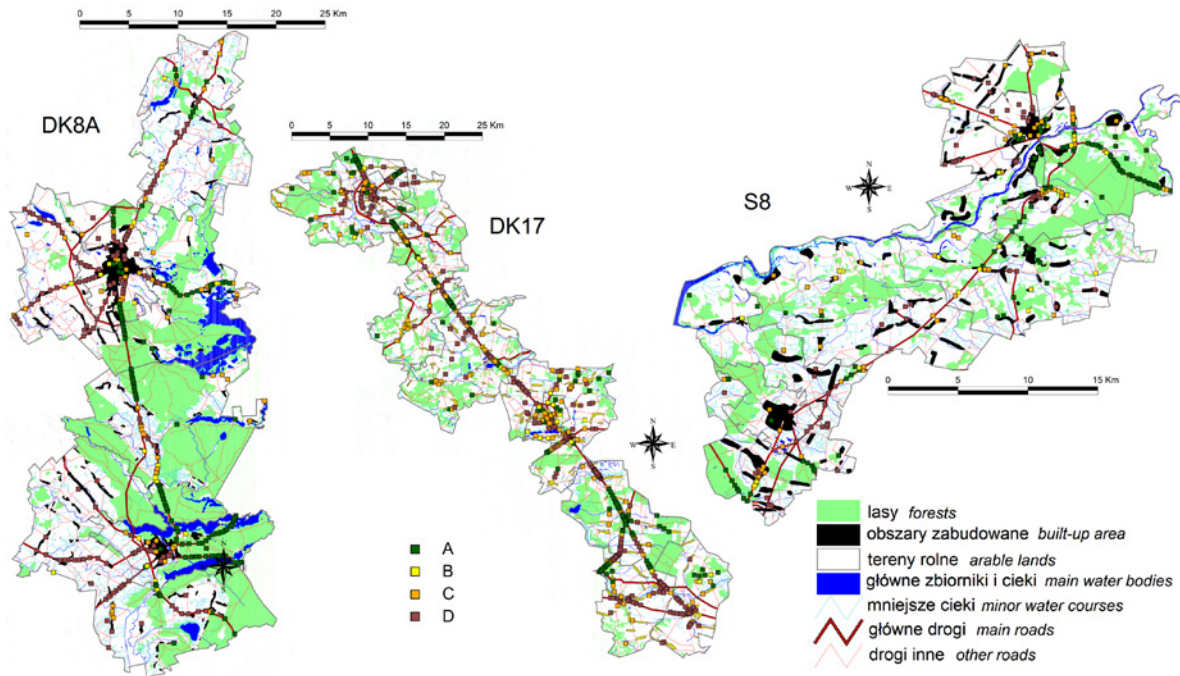 0 5 10 15 20 25 Km
DK8A
0 5 10 15 20 25 Km
DK17
N
W E
S
S8
N
W E
S
0 5 10 15 Km
A
B
C
D
lasy forests
obszary zabudowane built-up area
tereny rolne arable lands
główne zbiorniki i cieki main water bodies
mniejsze cieki minor water courses
główne drogi main roads
drogi inne other roads